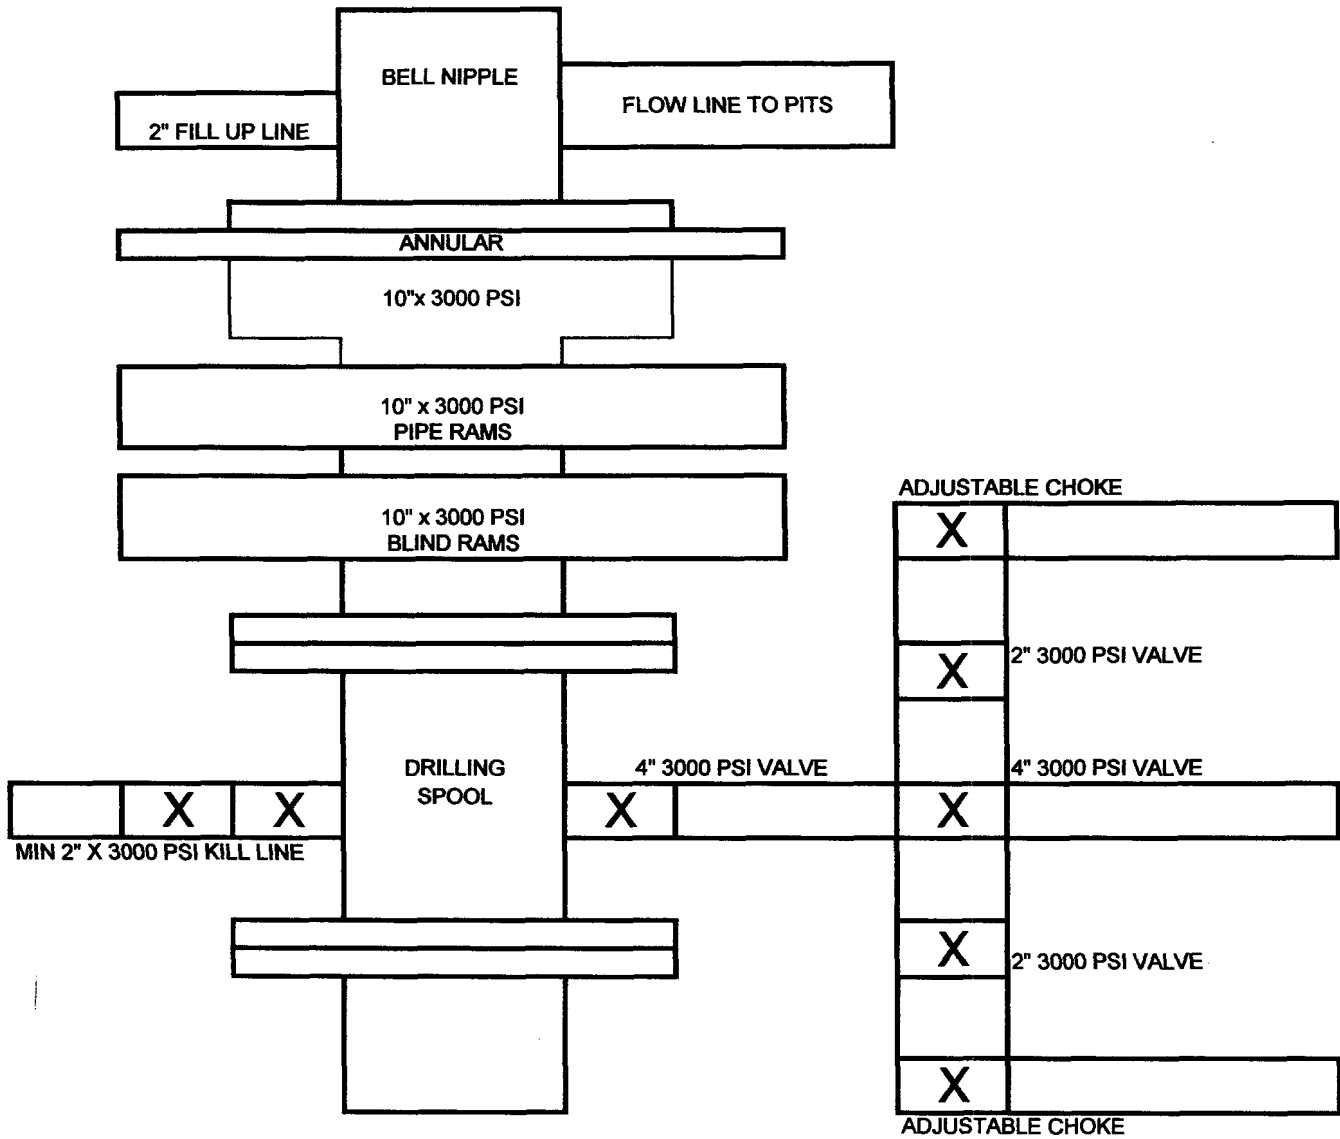 BELL NIPPLE
FLOW LINE TO PITS
2" FILL UP LINE
ANNULAR
10"x 3000 PSI
10" x 3000 PSI
PIPE RAMS
10" x 3000 PSI
BLIND RAMS
ADJUSTABLE CHOKE
X
X
2" 3000 PSI VALVE
DRILLING
SPOOL
4" 3000 PSI VALVE
4" 3000 PSI VALVE
X
X
X
X
MIN 2" X 3000 PSI KILL LINE
X
2" 3000 PSI VALVE
X
ADJUSTABLE CHOKE